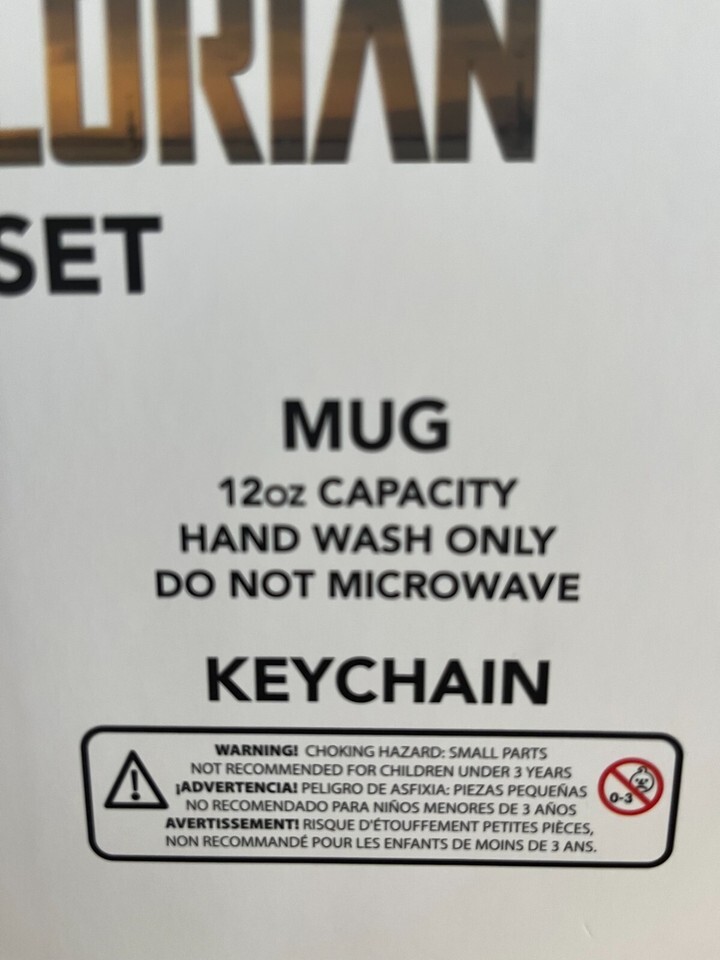 LORIAN
SET
MUG
12oz CAPACITY
HAND WASH ONLY
DO NOT MICROWAVE
KEYCHAIN
WARNING! CHOKING HAZARD: SMALL PARTS
NOT RECOMMENDED FOR CHILDREN UNDER 3 YEARS
¡ADVERTENCIA! PELIGRO DE ASFIXIA: PIEZAS PEQUEÑAS
NO RECOMENDADO PARA NIÑOS MENORES DE 3 AÑOS
AVERTISSEMENT! RISQUE D'ÉTOUFFEMENT PETITES PIÈCES,
NON RECOMMANDÉ POUR LES ENFANTS DE MOINS DE 3 ANS.
0-3